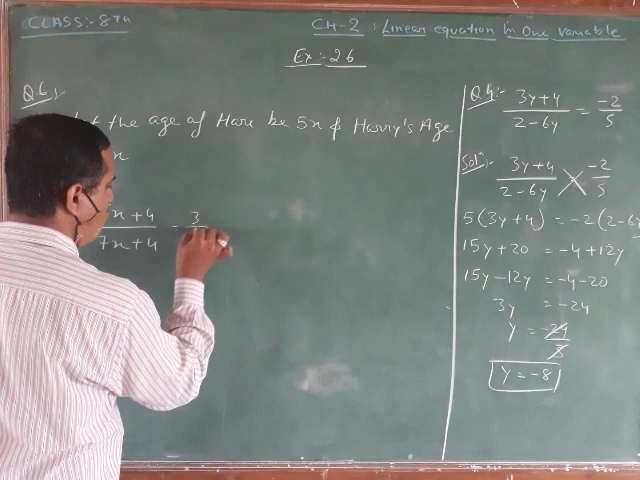 CLASS:- 8TH
CH-2 : Linear equation in One Variable
Ex:- 2.6
Q6:-
the age of Hari be 5x & Harry's Age
x
x + 4 / 7x + 4 = 3
Q4:- 3y+4 / 2-6y = -2/5
Solⁿ:- 3y+4 / 2-6y -2/5
5(3y+4) = -2(2-6y
15y+20 = -4+12y
15y-12y = -4-20
3y = -24
y = -24/3
y = -8